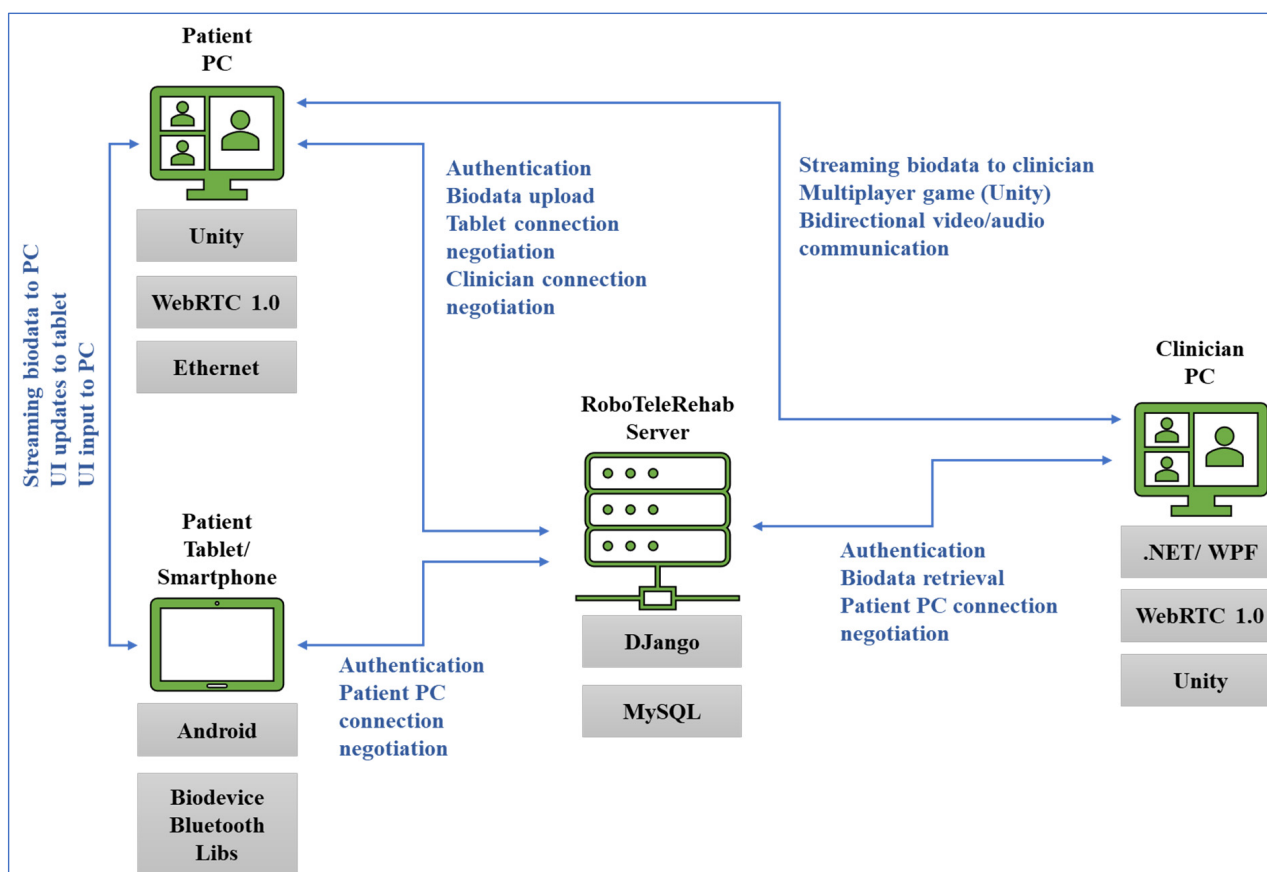 Patient
PC
Unity
WebRTC 1.0
Ethernet
Streaming biodata to PC
UI updates to tablet
UI input to PC
Patient
Tablet/
Smartphone
Android
Biodevice
Bluetooth
Libs
Authentication
Biodata upload
Tablet connection
negotiation
Clinician connection
negotiation
Authentication
Patient PC
connection
negotiation
RoboTeleRehab
Server
DJango
MySQL
Streaming biodata to clinician
Multiplayer game (Unity)
Bidirectional video/audio
communication
Authentication
Biodata retrieval
Patient PC connection
negotiation
Clinician
PC
.NET/ WPF
WebRTC 1.0
Unity